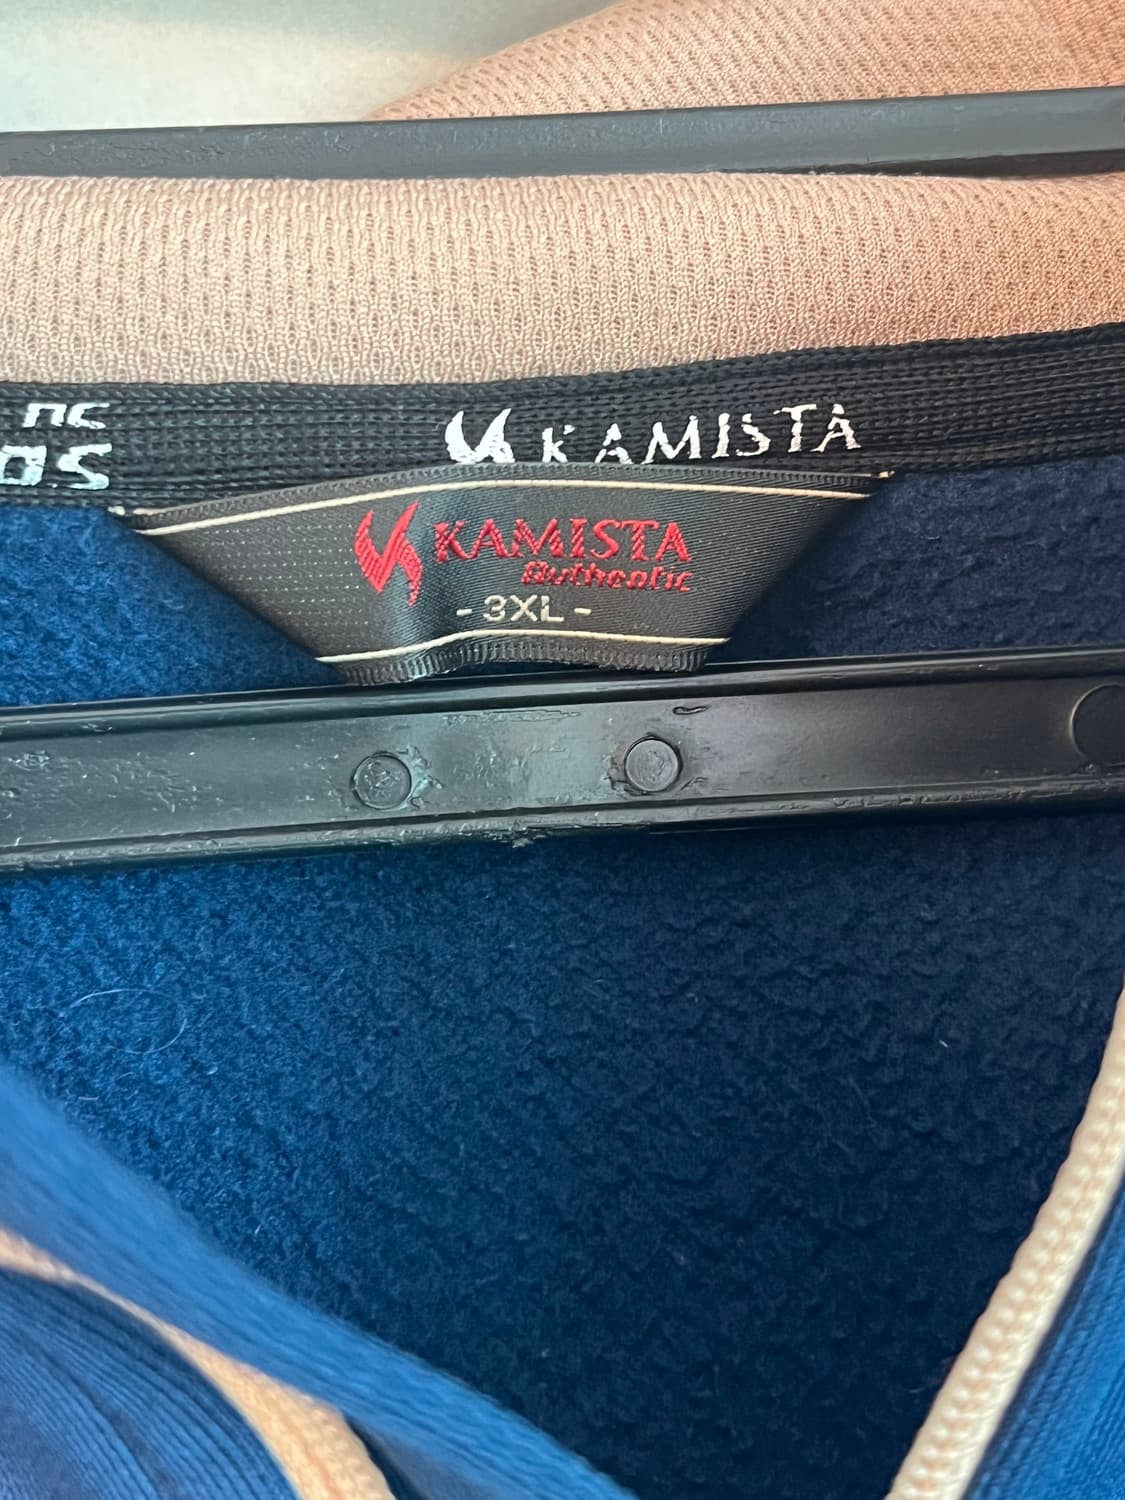 KAMISTA
KAMISTA
Authentic
- 3XL -